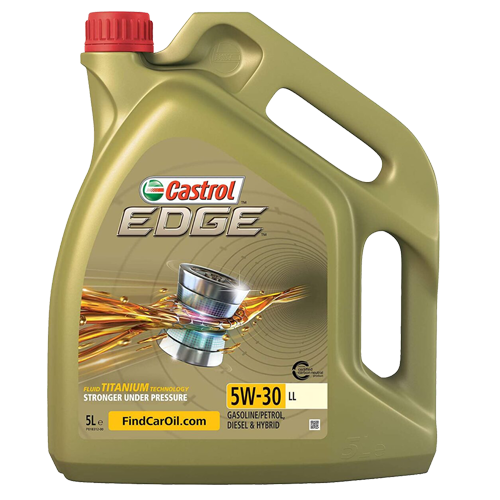 Castrol
EDGE
FLUID TITANIUM TECHNOLOGY
STRONGER UNDER PRESSURE
5W-30 LL
GASOLINE/PETROL,
DIESEL & HYBRID
5L e
FindCarOil.com